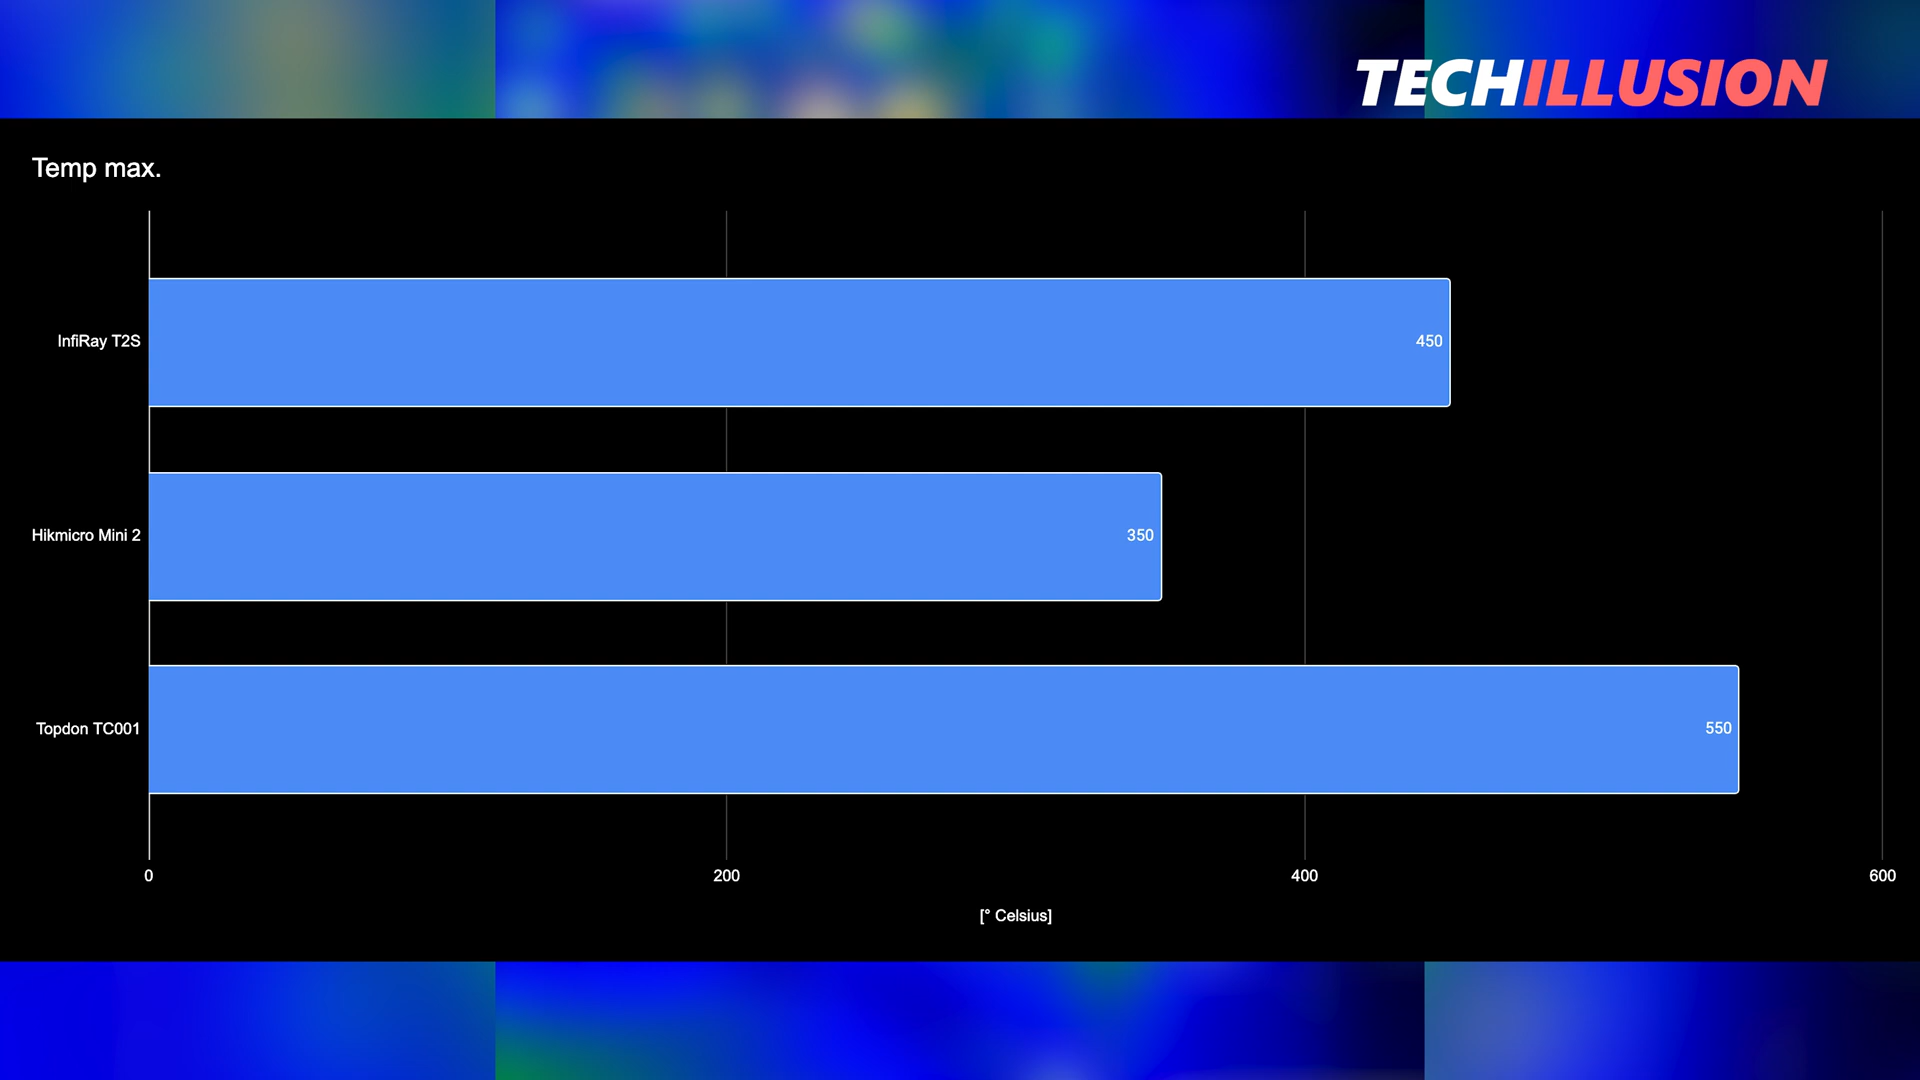 TECHILLUSION
Temp max.
InfiRay T2S
450
Hikmicro Mini 2
350
Topdon TC001
550
0 200 400 600
[° Celsius]